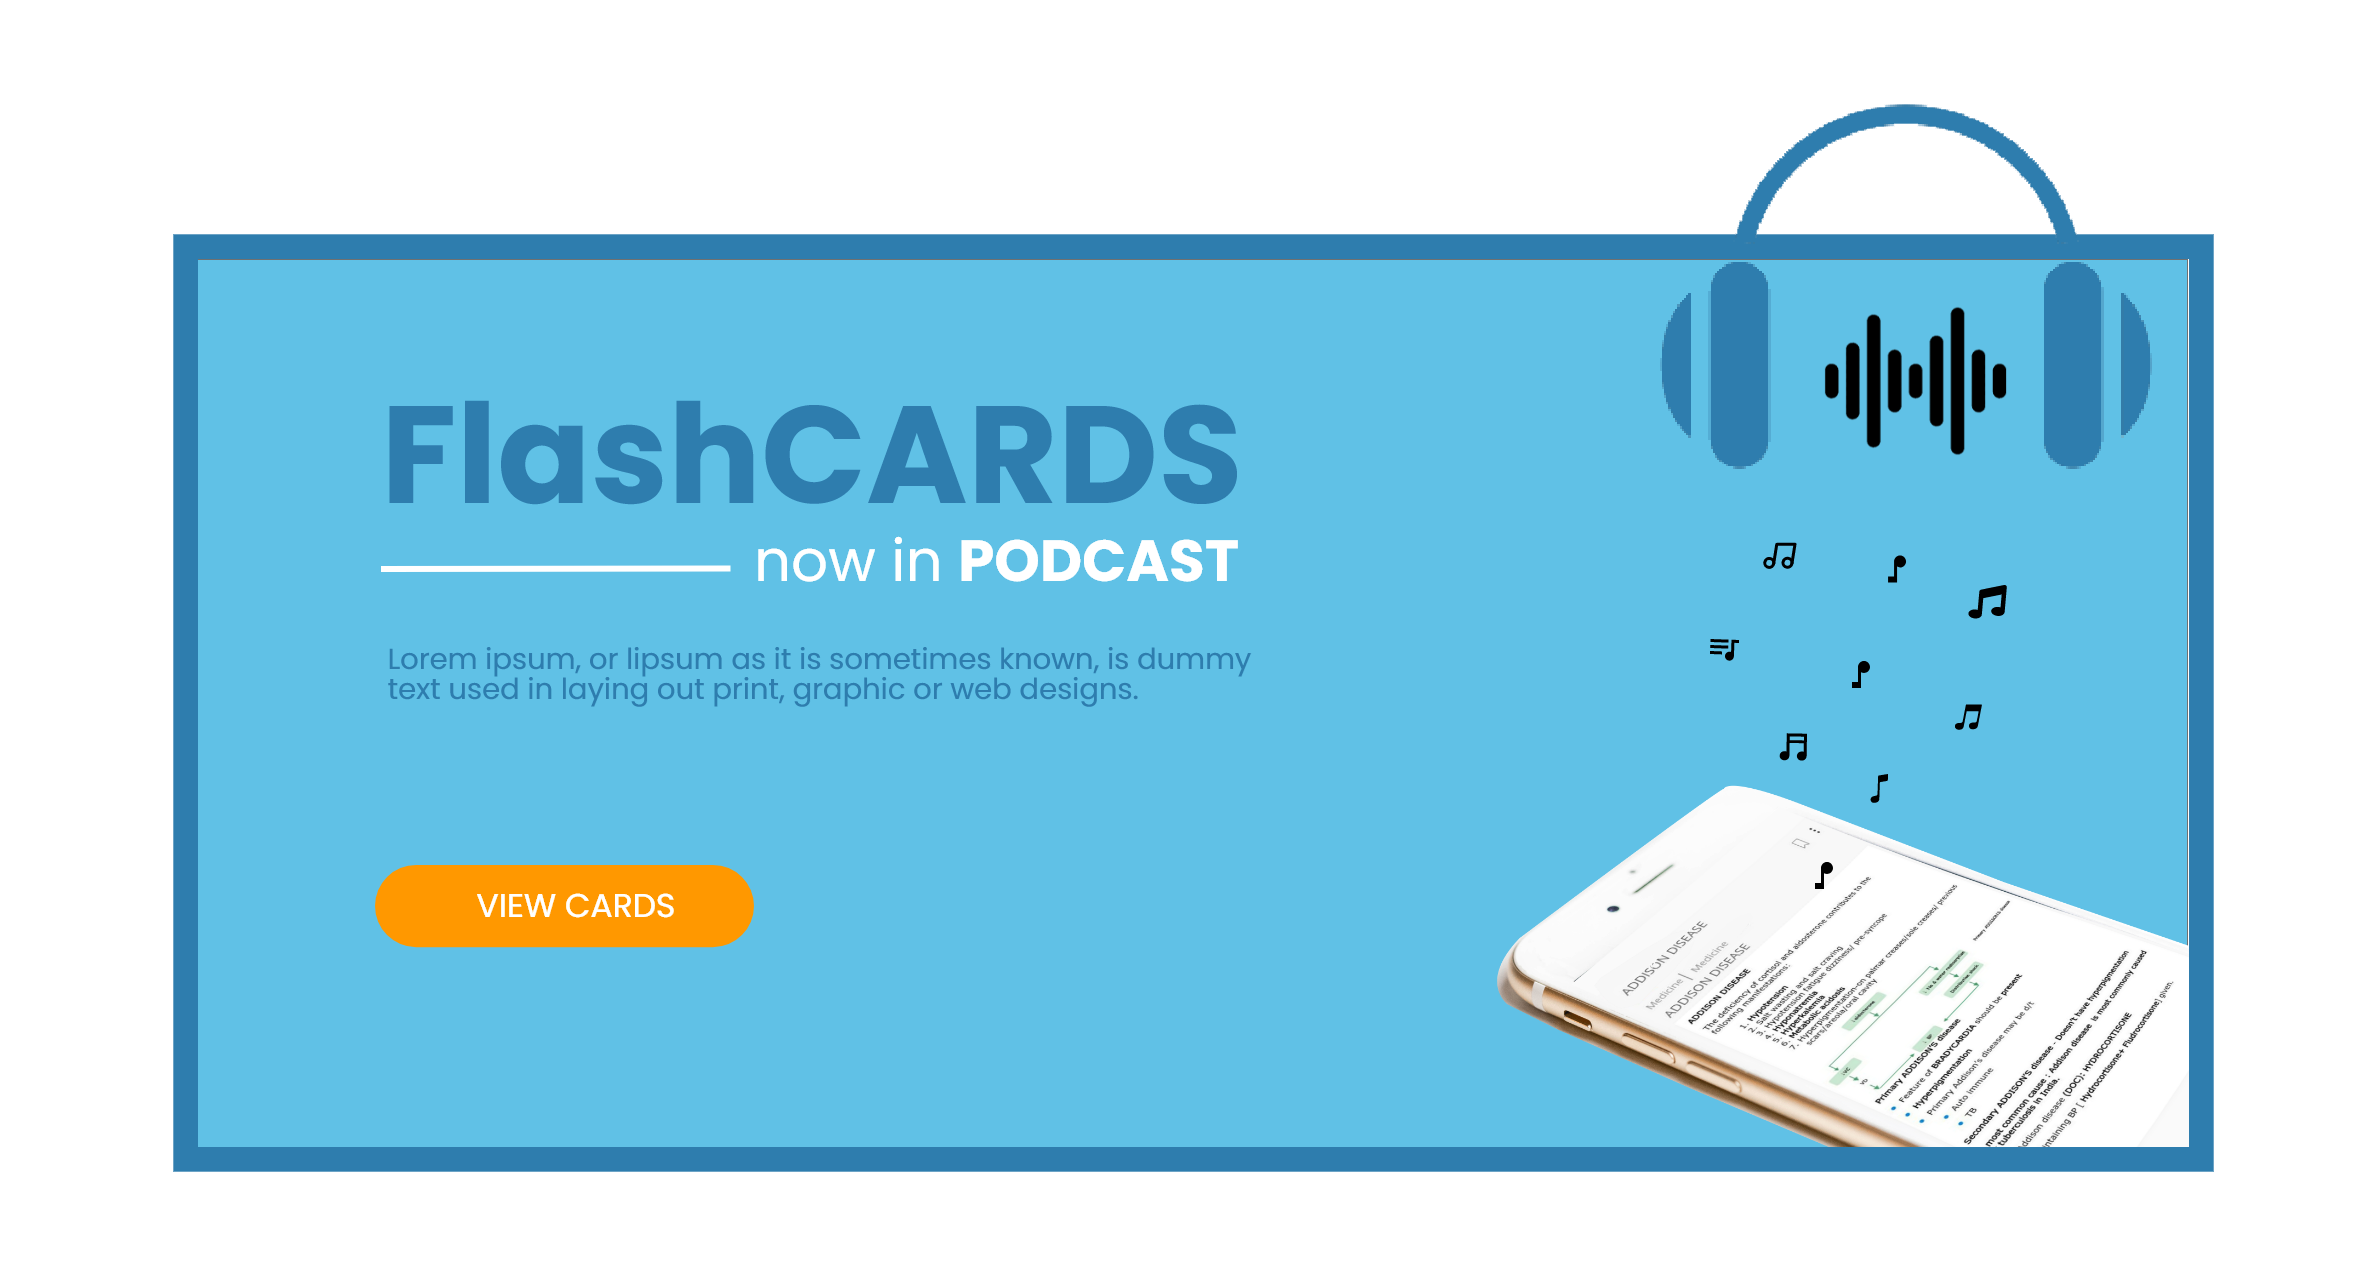 FlashCARDS
now in PODCAST
Lorem ipsum, or lipsum as it is sometimes known, is dummy
text used in laying out print, graphic or web designs.
VIEW CARDS
ADDISON DISEASE
Medicine | Medicine
ADDISON DISEASE
ADDISON DISEASE
The deficiency of cortisol and aldosterone contributes to the
following manifestations:
1. Hypotension
2. Salt wasting and salt craving
3. Hypotension fatigue dizziness/ pre-syncope
4. Hyponatremia
5. Hyperkalemia
6. Metabolic acidosis
7. Hyperpigmentation-on palmar creases/sole creases/ previous
scars/areola/oral cavity
Primary ADDISON'S disease
Feature of BRADYCARDIA should be present
Hyperpigmentation
Primary Addison's disease may be d/t
Auto immune
TB
Secondary ADDISON'S disease - Doesn't have hyperpigmentation
most common cause : Addison disease is most commonly caused
tuberculosis in India.
ddison disease (DOC): HYDROCORTISONE
ntaining BP [ Hydrocortisone+ Fludrocortisone] given.